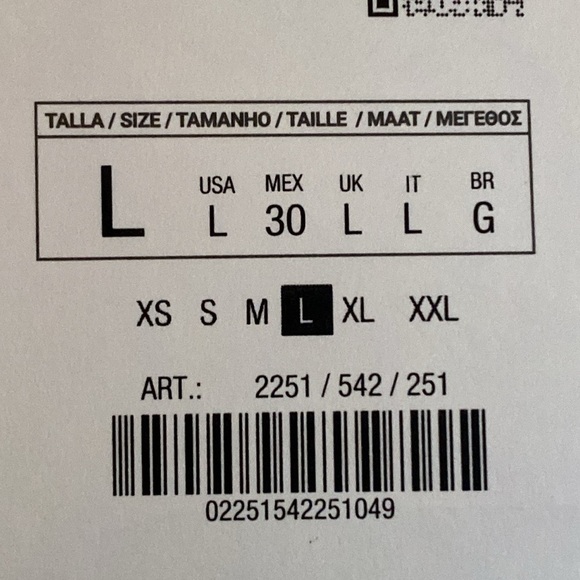 TALLA / SIZE / TAMANHO / TAILLE / MAAT / ΜΕΓΕΘΟΣ
L
USA MEX UK IT BR
L 30 L L G
XS S M L XL XXL
ART.: 2251 / 542 / 251
02251542251049